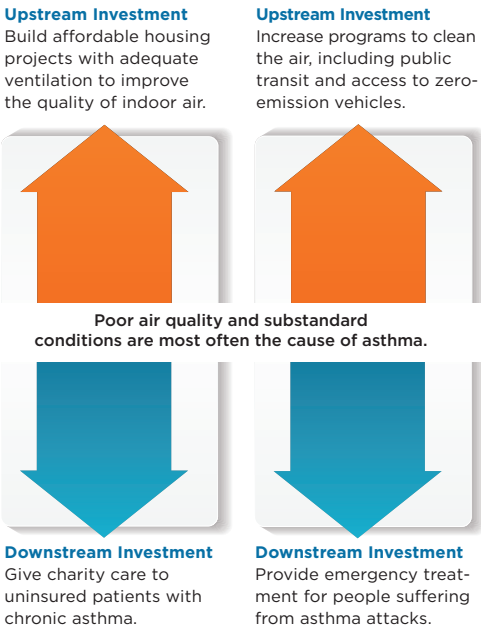 Upstream Investment
Build affordable housing
projects with adequate
ventilation to improve
the quality of indoor air.
Upstream Investment
Increase programs to clean
the air, including public
transit and access to zero-
emission vehicles.
Poor air quality and substandard
conditions are most often the cause of asthma.
Downstream Investment
Give charity care to
uninsured patients with
chronic asthma.
Downstream Investment
Provide emergency treat-
ment for people suffering
from asthma attacks.